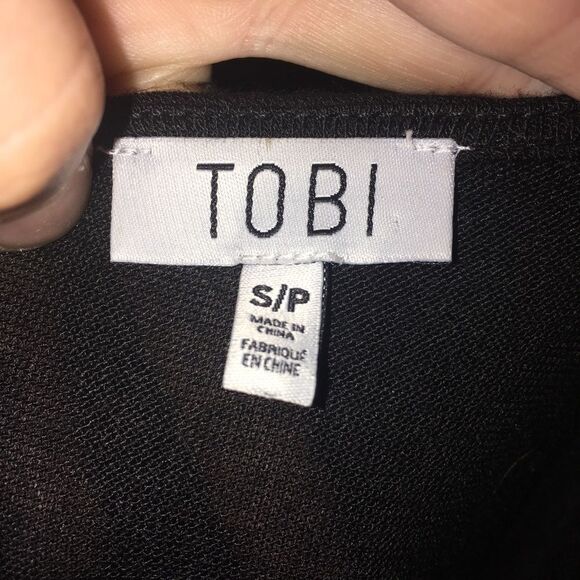 TOBI
S/P
MADE IN
CHINA
FABRIQUÉ
EN CHINE